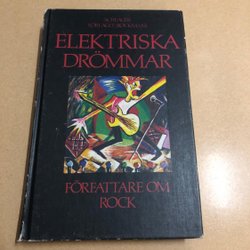 ELEKTRISKA
DRÖMMAR
FÖRFATTARE OM
ROCK